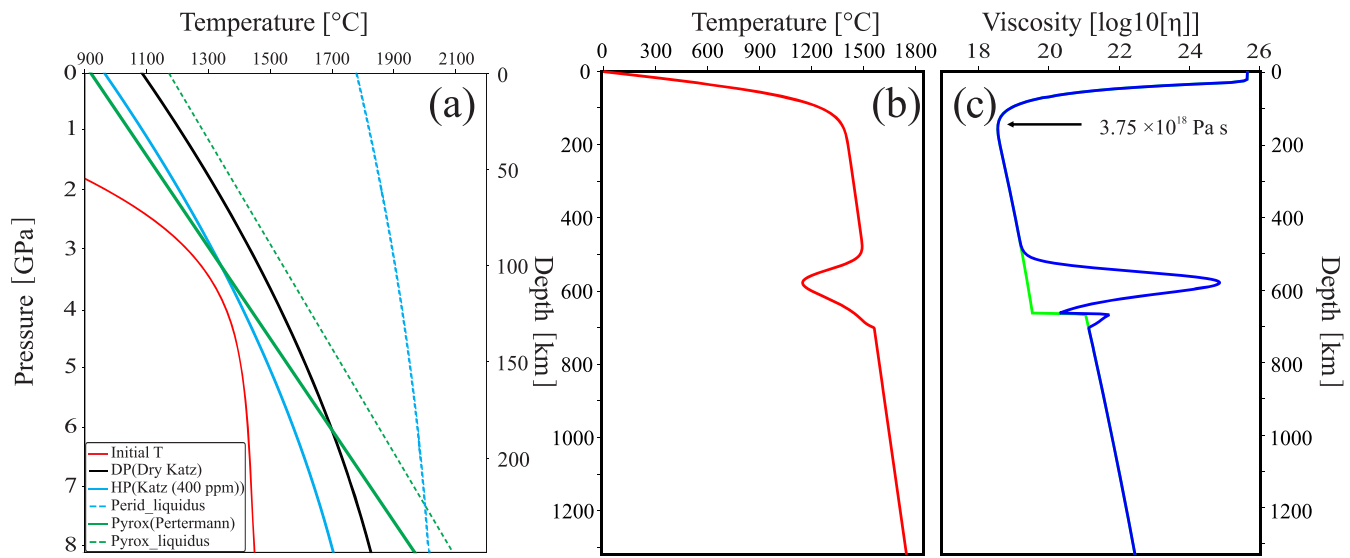 Temperature [°C]
900 1100 1300 1500 1700 1900 2100
(a)
Pressure [GPa]
0
1
2
3
4
5
6
7
8
0
50
100
150
200
Depth [km]
Initial T
DP(Dry Katz)
HP(Katz (400 ppm))
Perid_liquidus
Pyrox(Pertermann)
Pyrox_liquidus
Temperature [°C]
0 300 600 900 1200 1500 1800
(b)
0
200
400
600
800
1000
1200
Viscosity [log10[η]]
18 20 22 24 26
(c)
3.75 ×10¹⁸ Pa s
0
200
400
600
800
1000
1200
Depth [km]